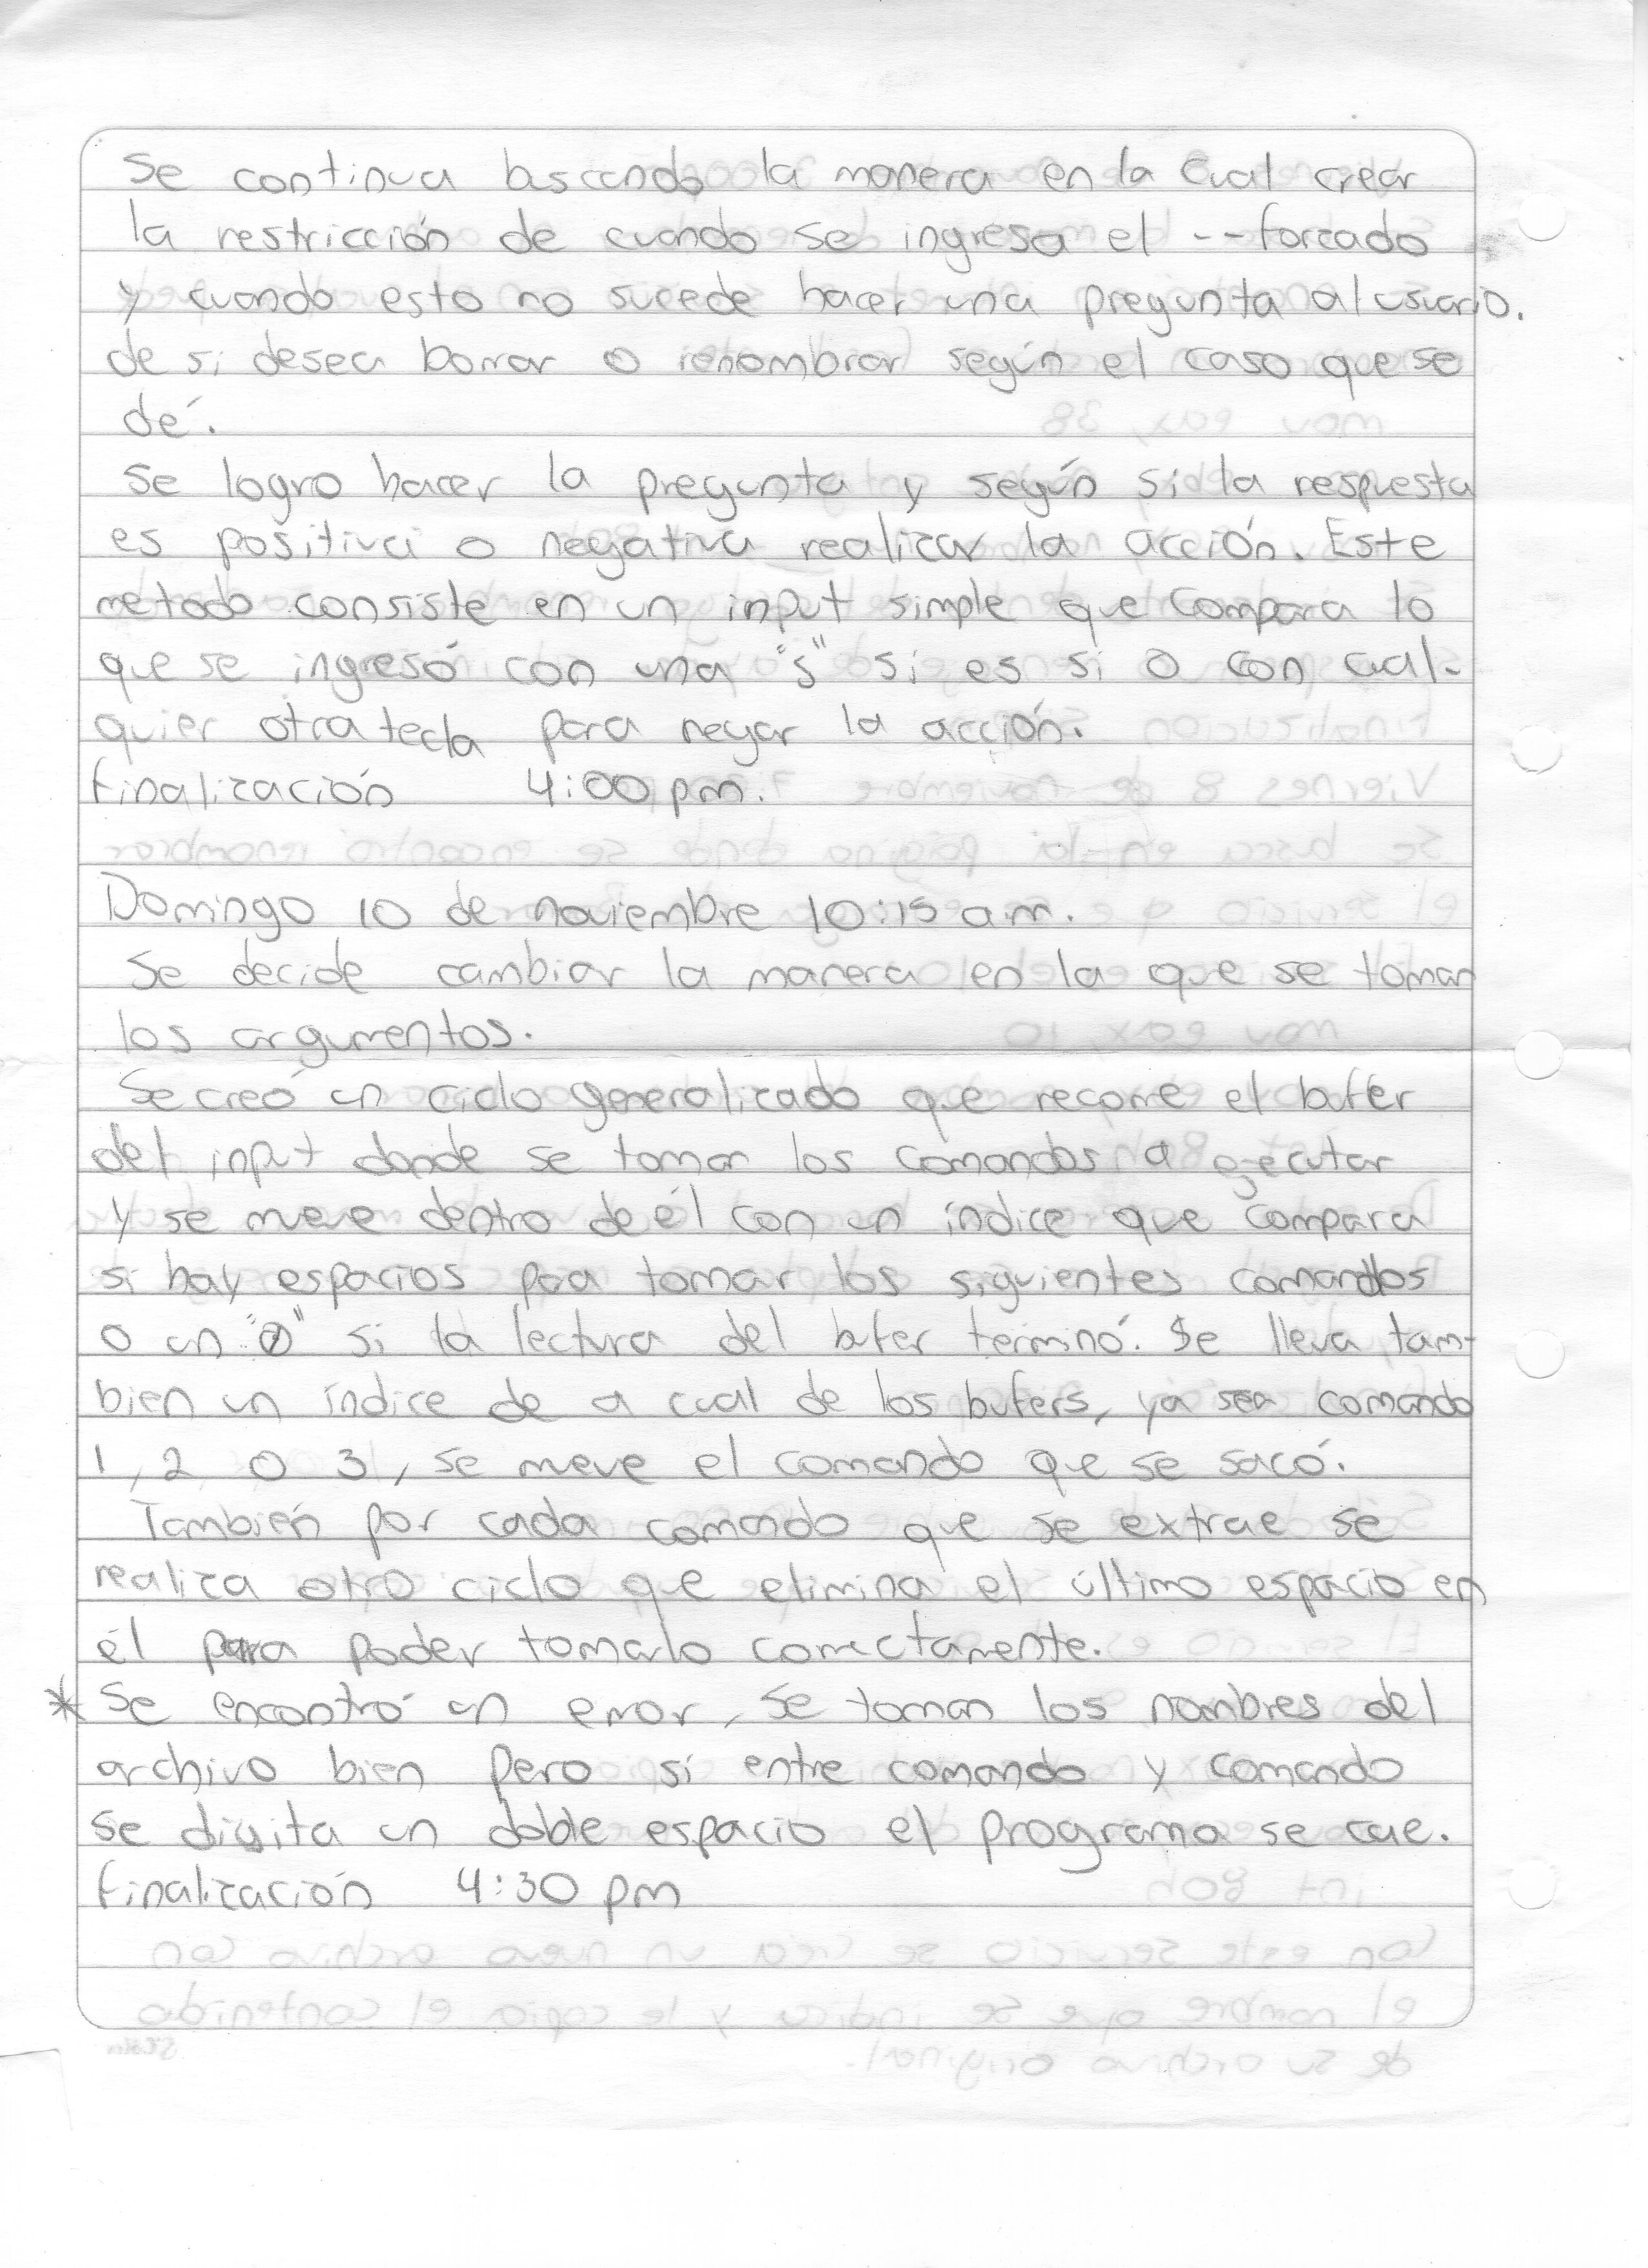 Se continua buscando la manera en la cual crear
la restricción de cuando se ingresa el --forzado
y cuando esto no sucede hacer una pregunta al usuario.
de si desea borrar o renombrar según el caso que se
dé.
Se logro hacer la pregunta y según si la respuesta
es positiva o negativa realizar la acción. Este
metodo consiste en un input simple que compara lo
que se ingresó con una "s" si es si o con cual-
quier otra tecla para negar la acción.
finalización 4:00 pm.
Domingo 10 de noviembre 10:15 a.m.
Se decide cambiar la manera en la que se toman
los argumentos.
Se creó un ciclo generalizado que recorre el bufer
del input donde se toman los comandos a ejecutar
y se mueve dentro de él con un índice que compara
si hay espacios para tomar los siguientes comandos
o un "0" si la lectura del bufer terminó. Se lleva tam-
bien un índice de a cual de los bufers, ya sea comando
1, 2 o 3, se mueve el comando que se sacó.
También por cada comando que se extrae se
realiza otro ciclo que elimina el último espacio en
él para poder tomarlo correctamente.
* Se encontró un error, se toman los nombres del
archivo bien pero si entre comando y comando
se digita un doble espacio el programa se cae.
finalización 4:30 pm